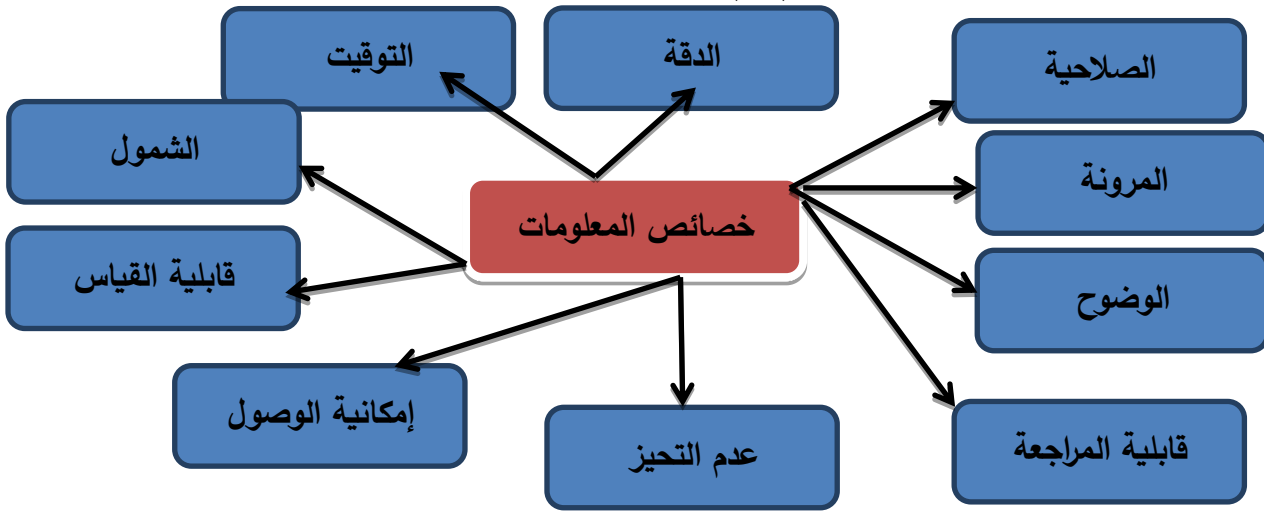 الصلاحية
الدقة
التوقيت
المرونة
الشمول
خصائص المعلومات
الوضوح
قابلية القياس
قابلية المراجعة
عدم التحيز
إمكانية الوصول